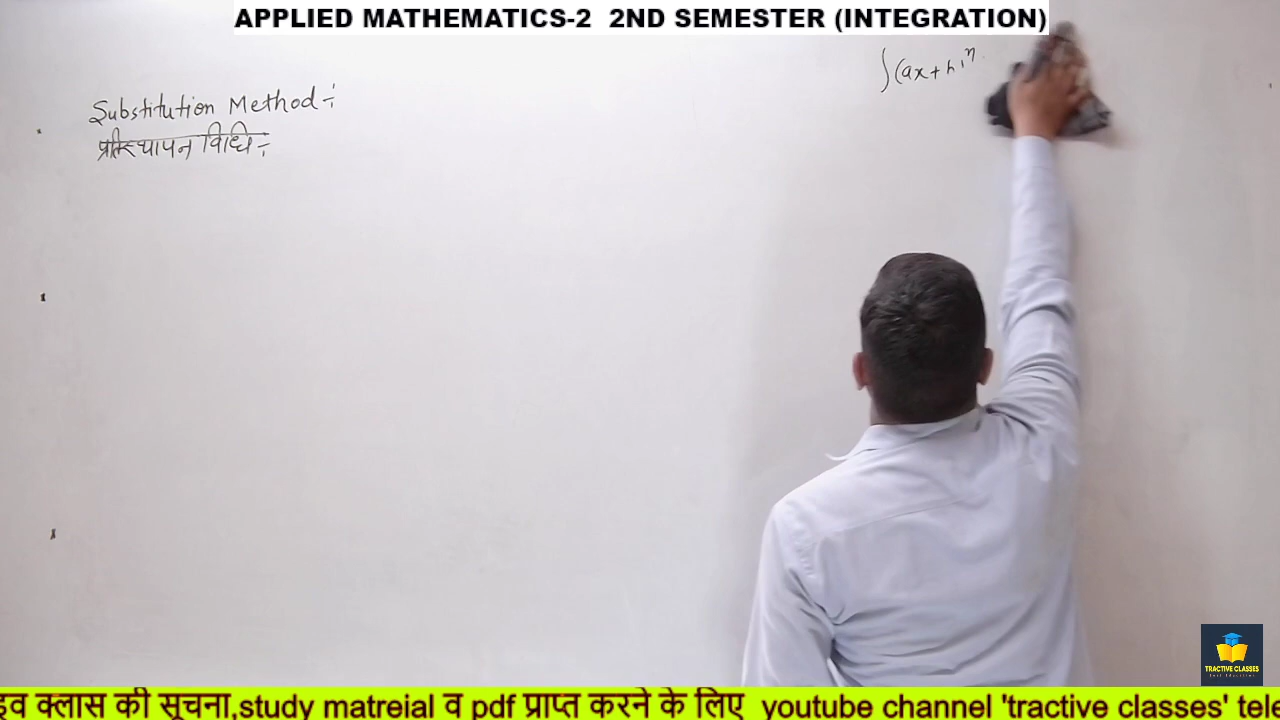 APPLIED MATHEMATICS-2 2ND SEMESTER (INTEGRATION)
∫(ax+b)ⁿ
Substitution Method ÷
प्रतिस्थापन विधि ÷
TRACTIVE CLASSES
इव क्लास की सूचना,study matreial व pdf प्राप्त करने के लिए youtube channel 'tractive classes' tele